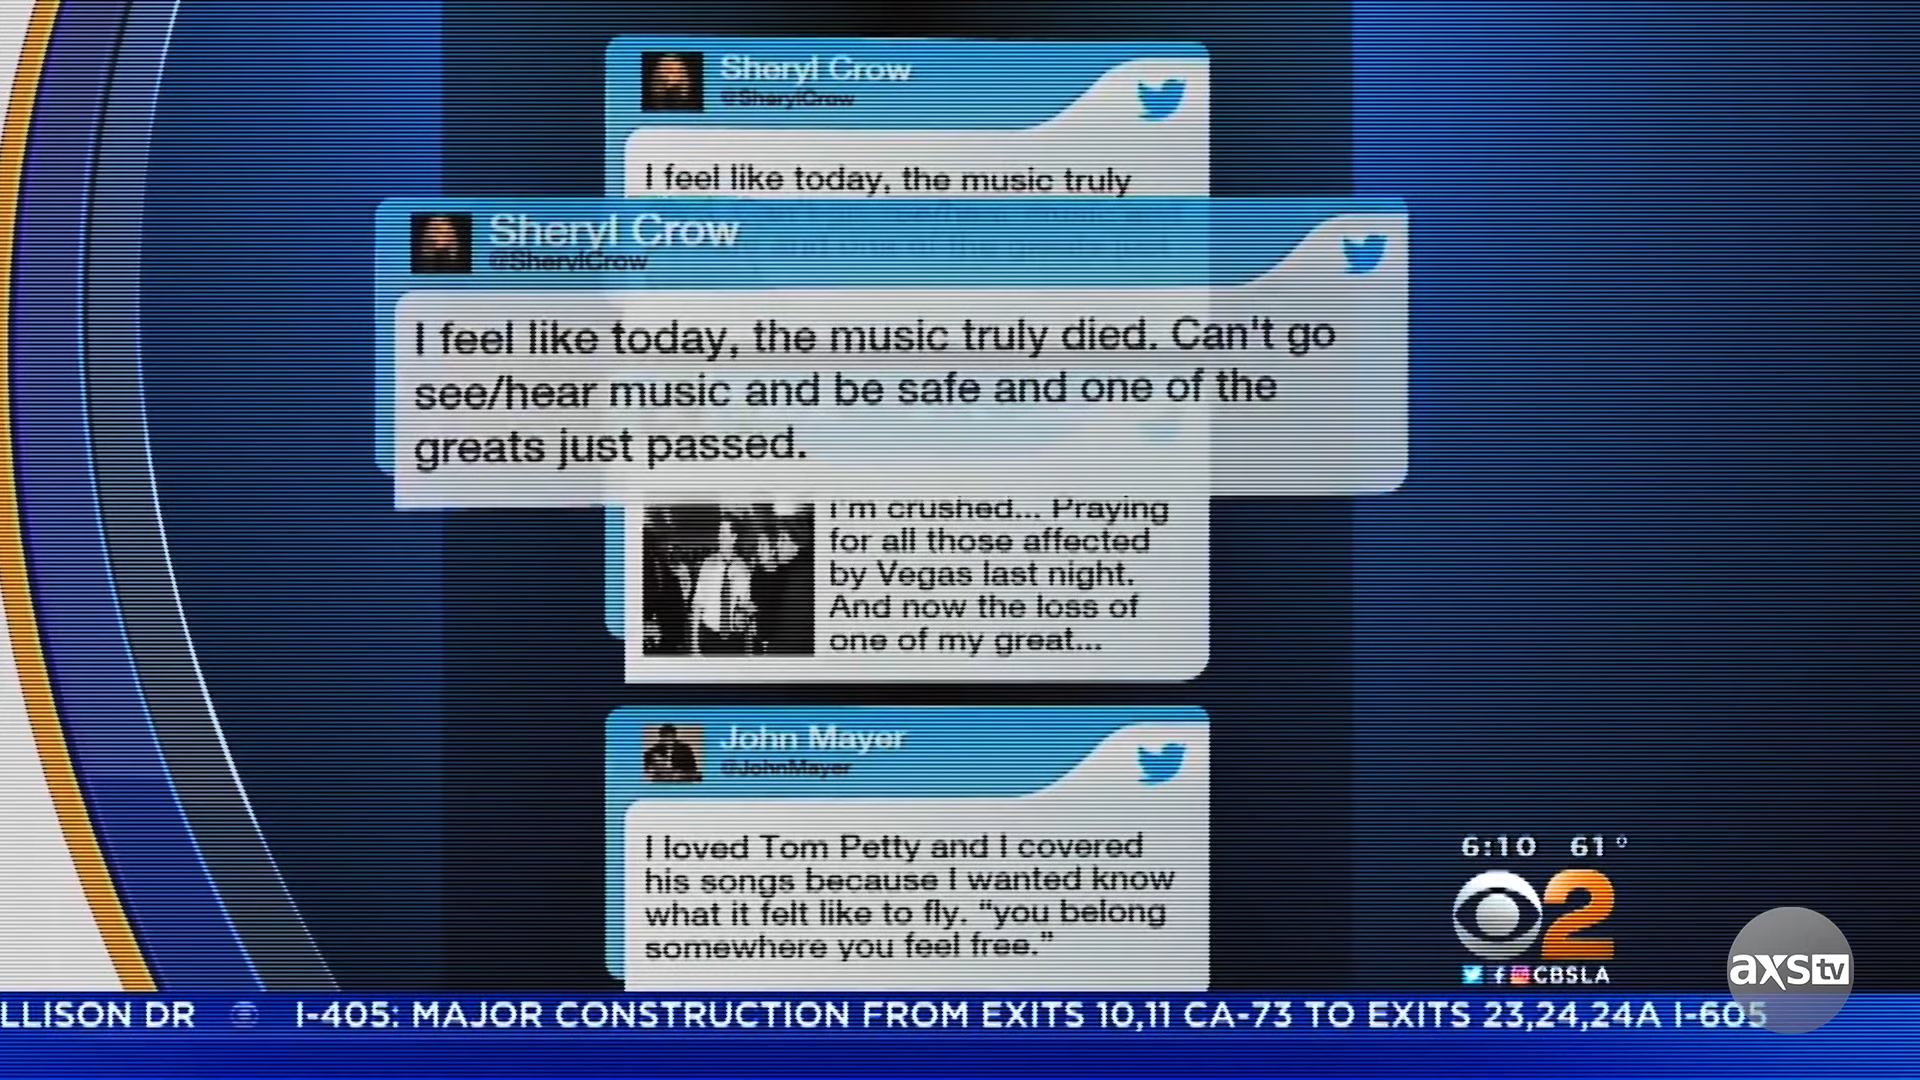 Sheryl Crow
@SherylCrow
I feel like today, the music truly
Sheryl Crow
@SherylCrow
I feel like today, the music truly died. Can't go
see/hear music and be safe and one of the
greats just passed.
I'm crushed... Praying
for all those affected
by Vegas last night.
And now the loss of
one of my great...
John Mayer
@JohnMayer
I loved Tom Petty and I covered
his songs because I wanted know
what it felt like to fly. "you belong
somewhere you feel free."
6:10 61°
2
CBSLA
axstv
LLISON DR I-405: MAJOR CONSTRUCTION FROM EXITS 10,11 CA-73 TO EXITS 23,24,24A I-605